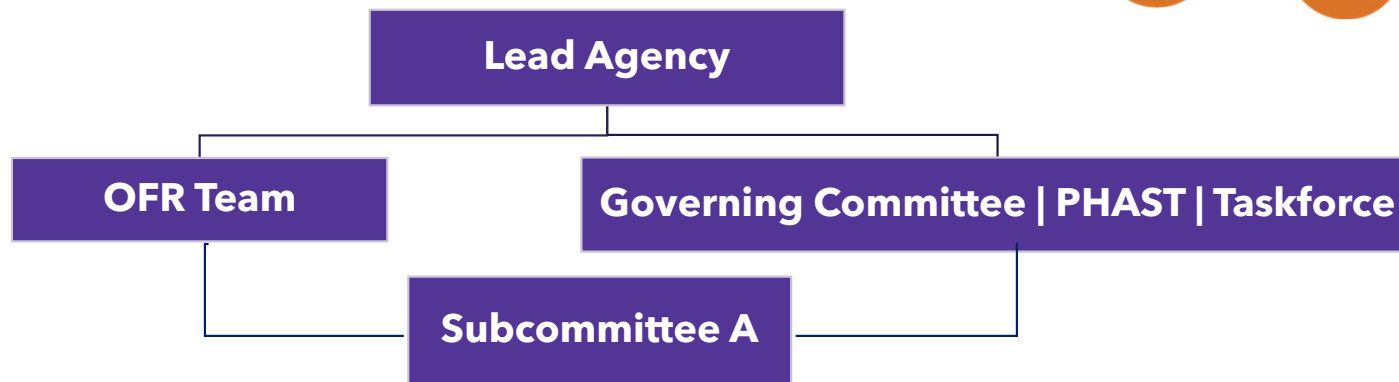 Lead Agency
OFR Team
Governing Committee | PHAST | Taskforce
Subcommittee A